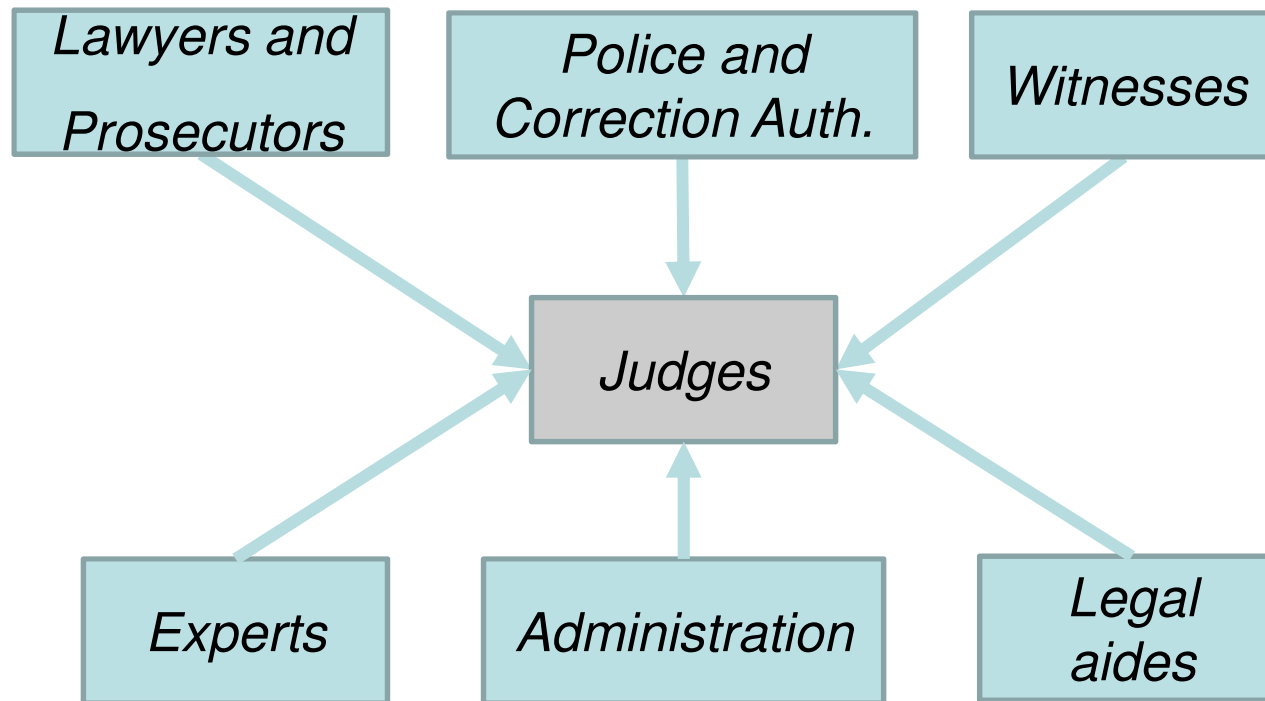 Lawyers and
Prosecutors
Police and
Correction Auth.
Witnesses
Judges
Experts
Administration
Legal
aides